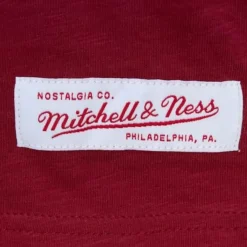 NOSTALGIA CO.
Mitchell & Ness
PHILADELPHIA, PA.